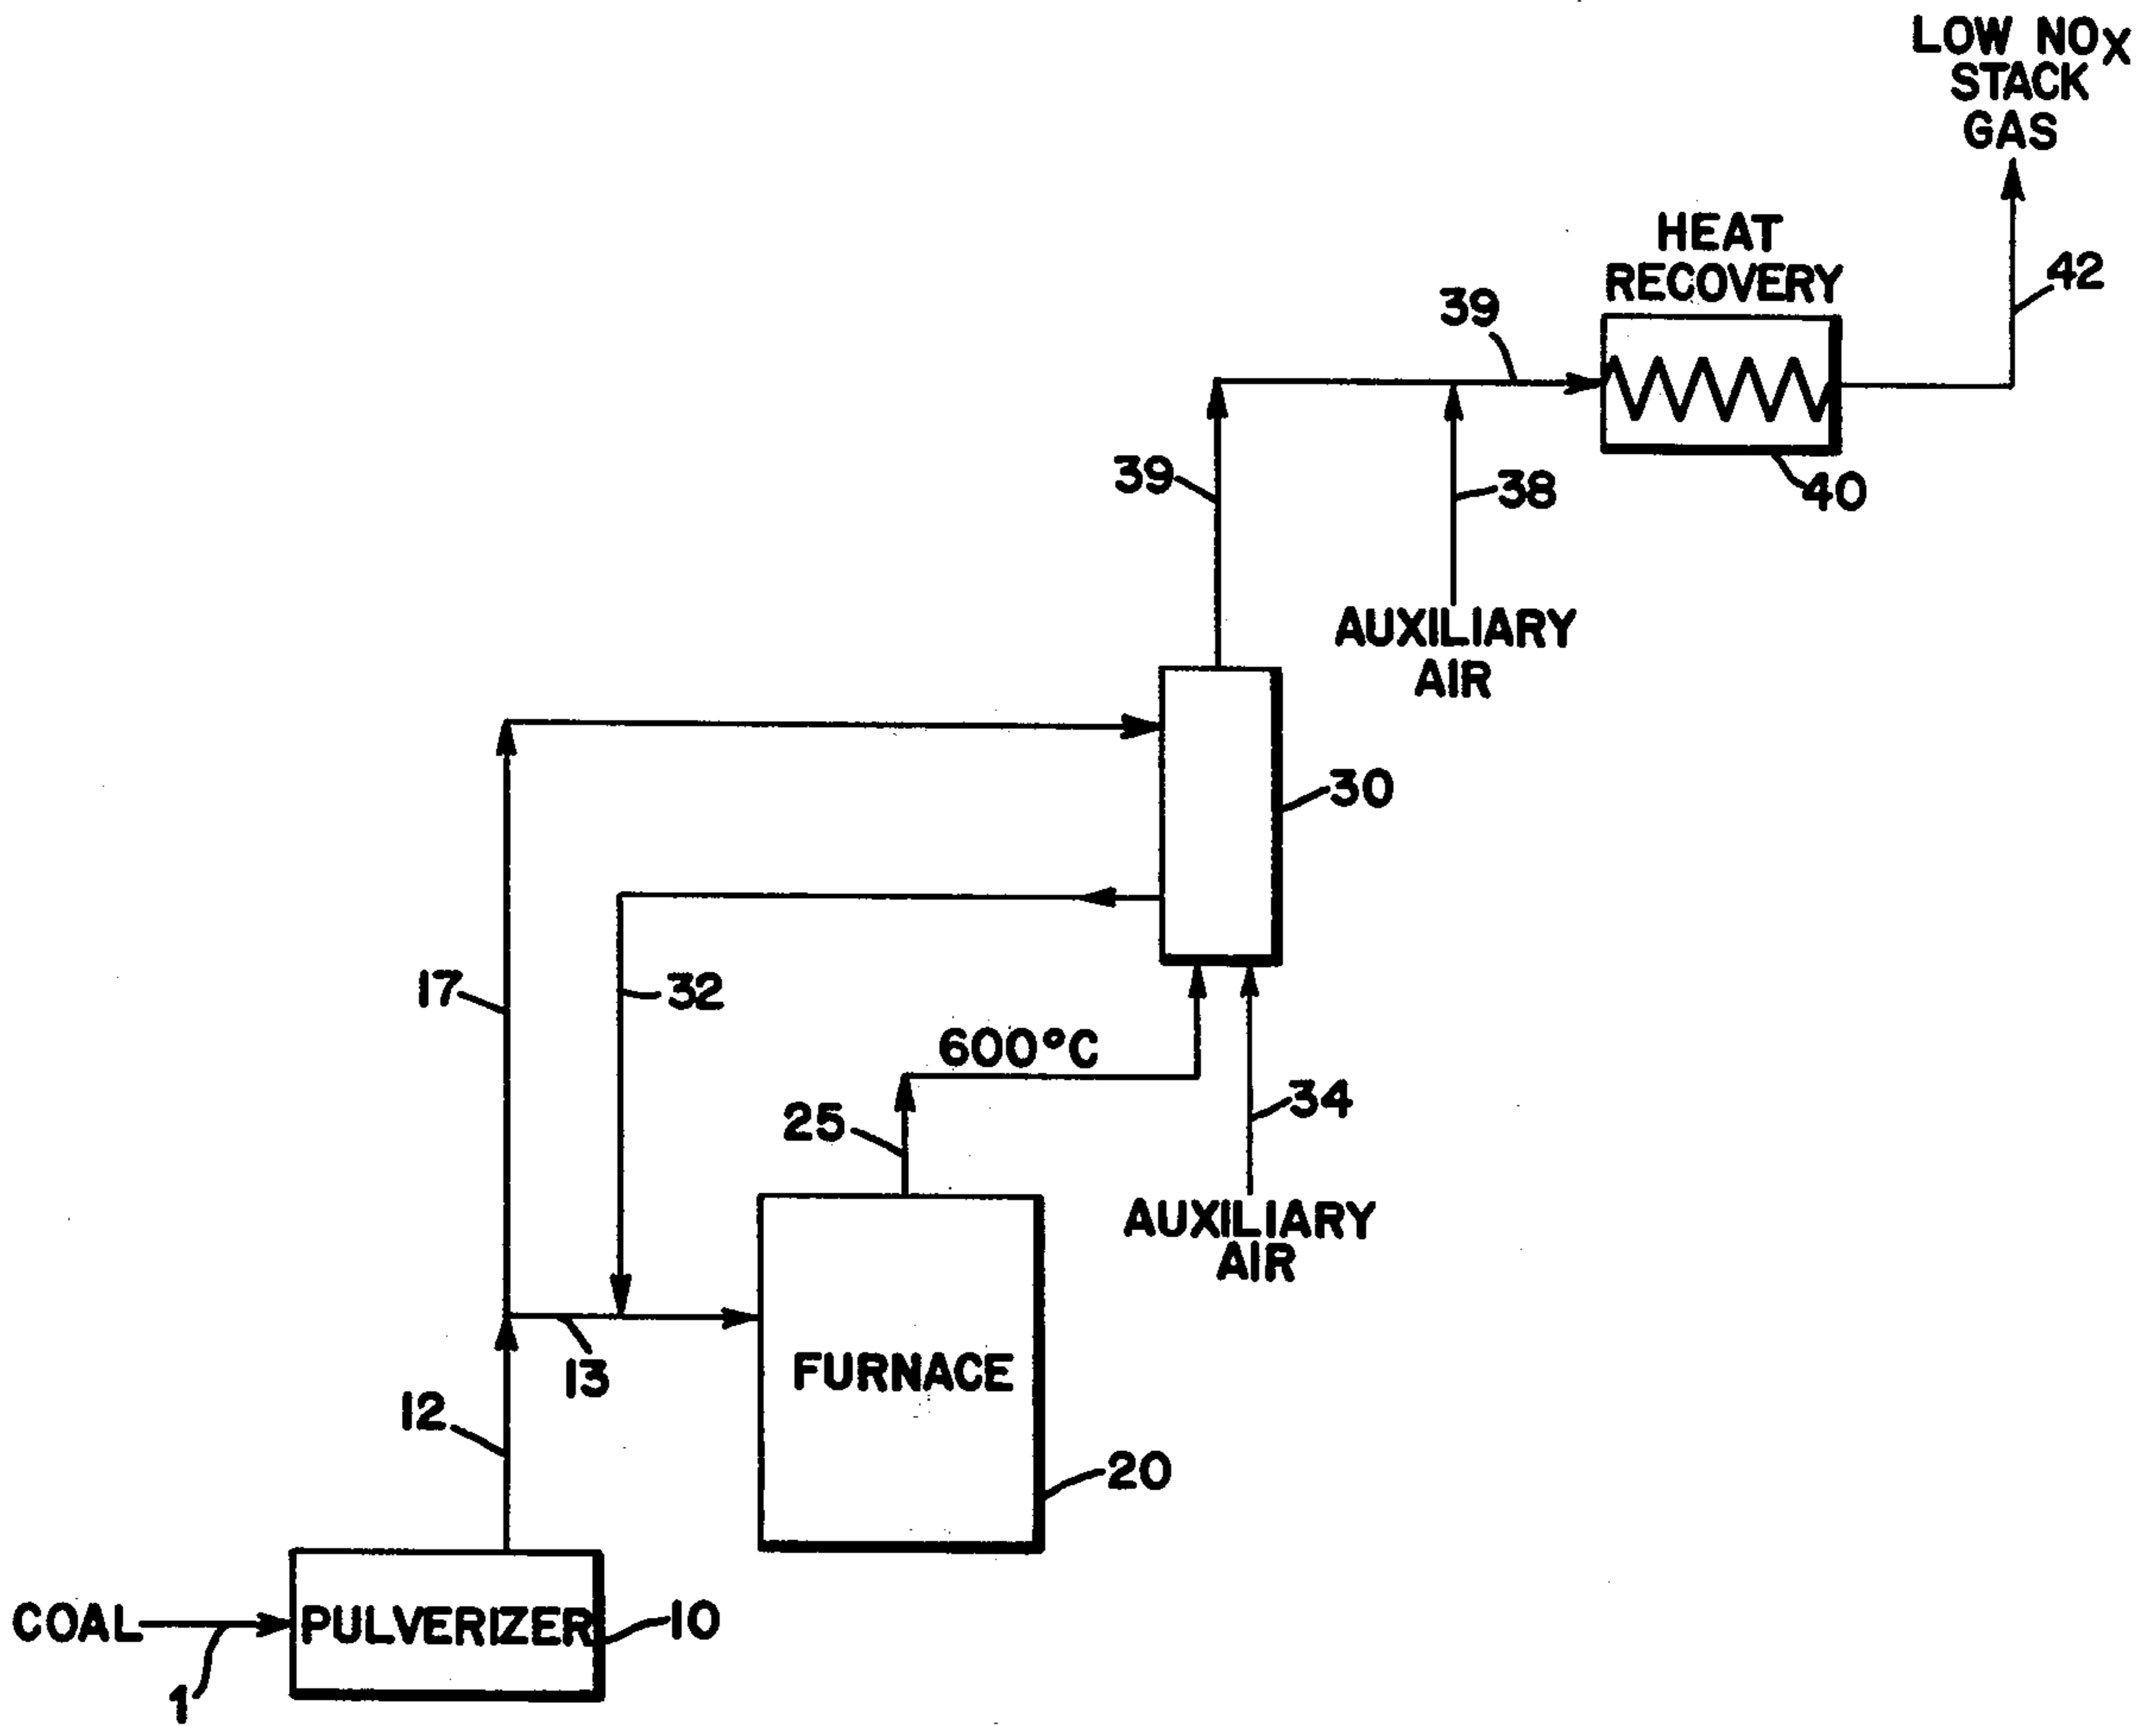 LOW NOX
STACK
GAS
HEAT
RECOVERY
42
39
39
38
40
AUXILIARY
AIR
30
17
32
600°C
25
34
AUXILIARY
AIR
FURNACE
13
12
20
COAL
PULVERIZER
10
1